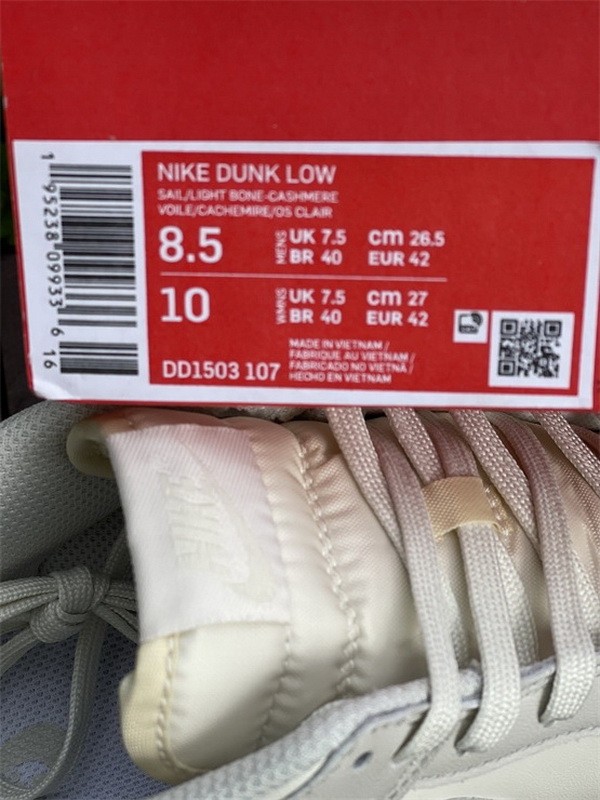 NIKE DUNK LOW
SAIL/LIGHT BONE-CASHMERE
VOILE/CACHEMIRE/OS CLAIR
8.5 MENS UK 7.5 cm 26.5
BR 40 EUR 42
10 WMNS UK 7.5 cm 27
BR 40 EUR 42
DD1503 107
MADE IN VIETNAM /
FABRIQUE AU VIETNAM /
FABRICADO NO VIETNÃ /
HECHO EN VIETNAM
1 95238 09933 6 16
NIKE